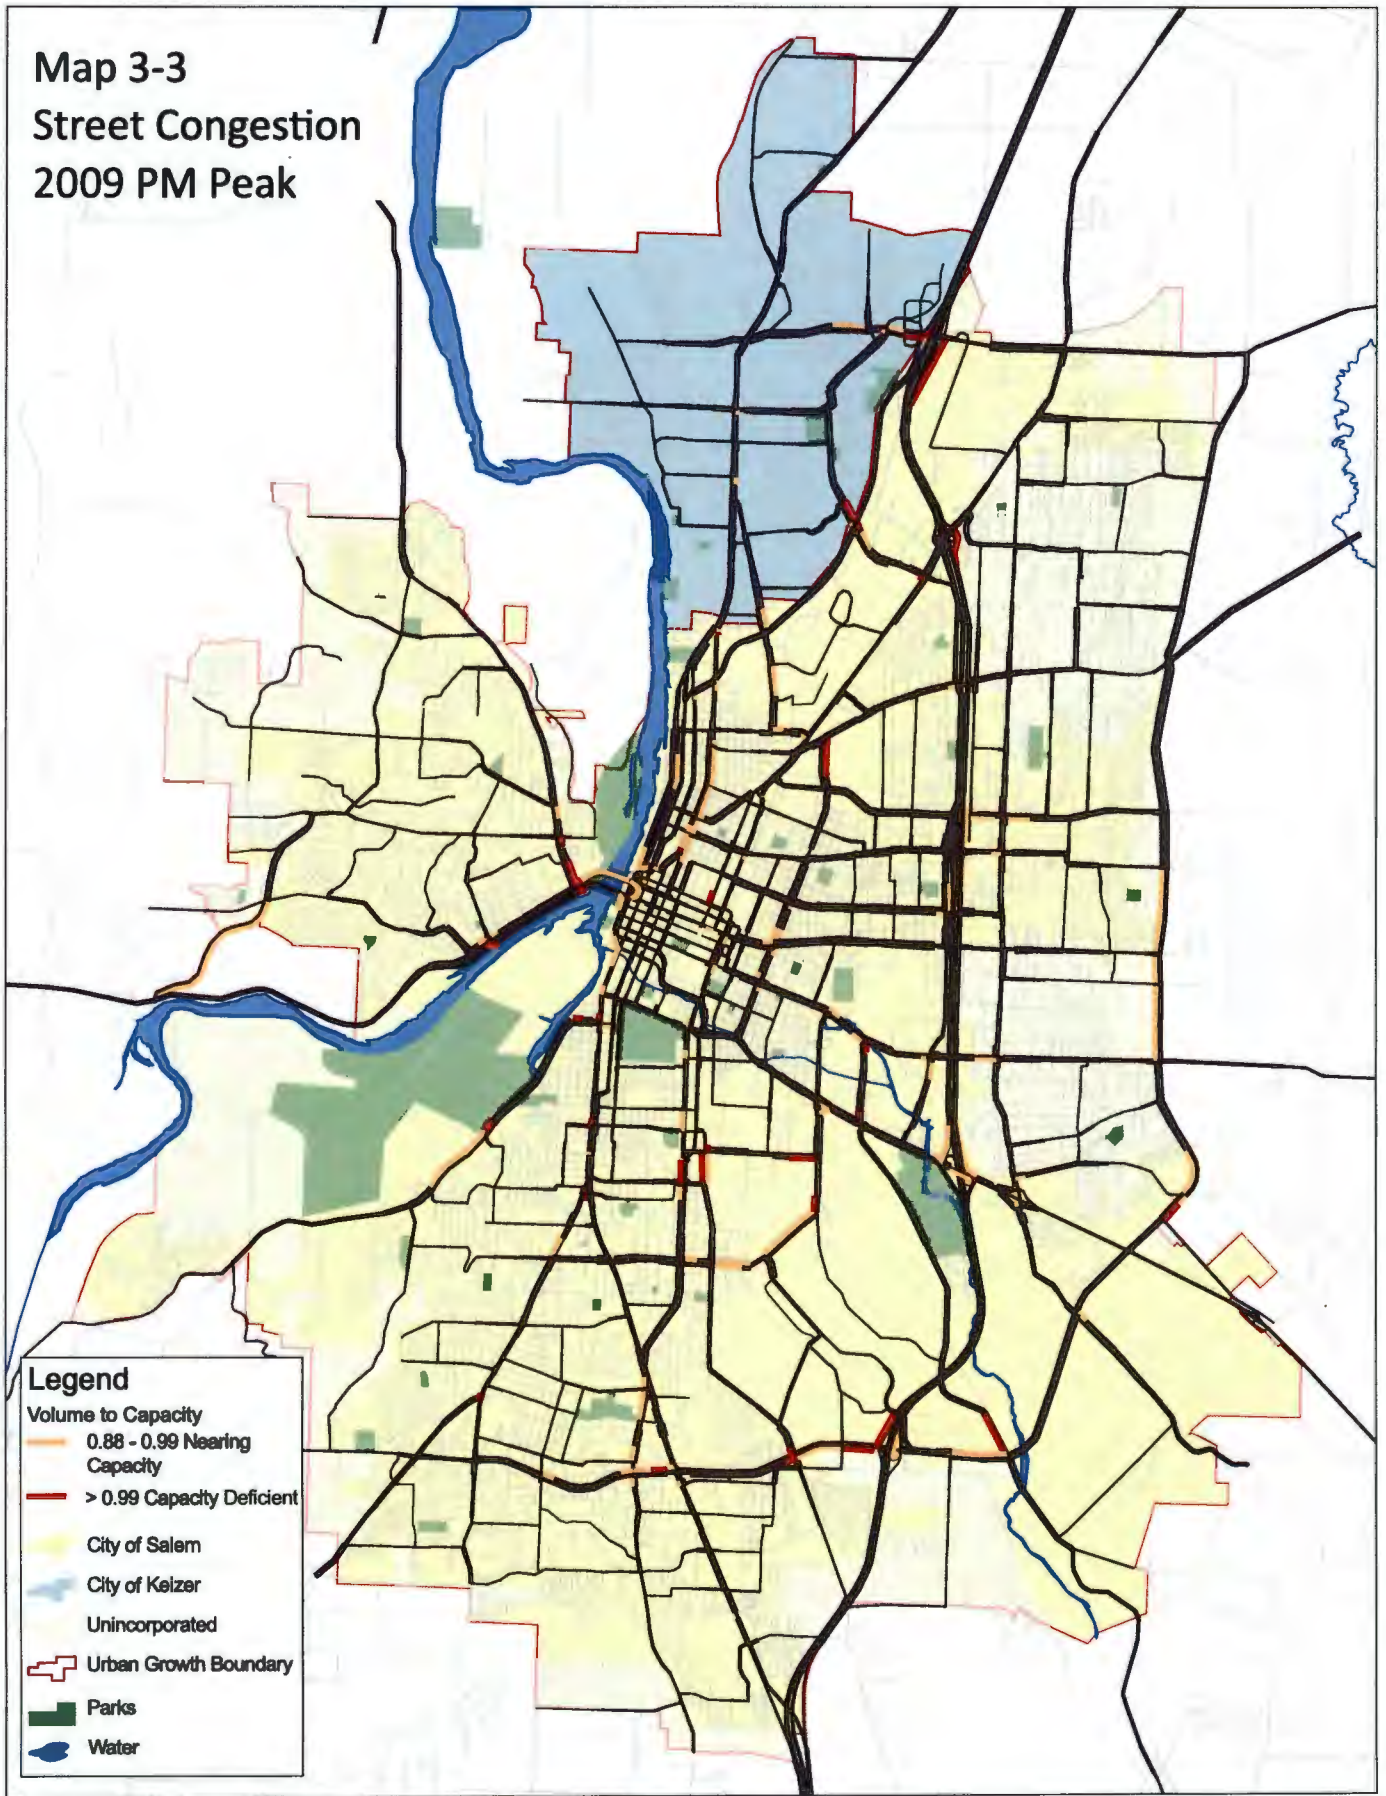 Map 3-3
Street Congestion
2009 PM Peak
Legend
Volume to Capacity
0.88 - 0.99 Nearing
Capacity
> 0.99 Capacity Deficient
City of Salem
City of Keizer
Unincorporated
Urban Growth Boundary
Parks
Water